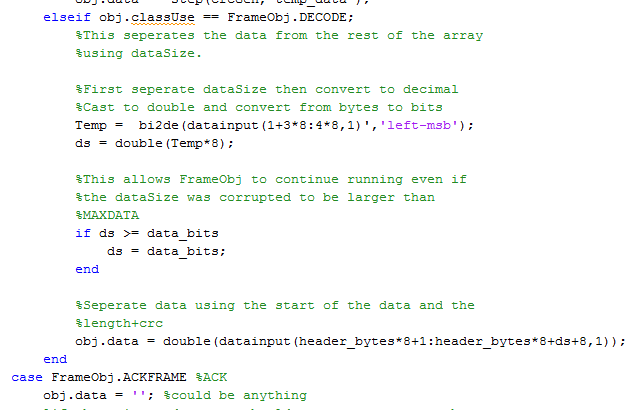 elseif obj.classUse == FrameObj.DECODE;
%This seperates the data from the rest of the array
%using dataSize.
%First seperate dataSize then convert to decimal
%Cast to double and convert from bytes to bits
Temp =  bi2de(datainput(1+3*8:4*8,1)','left-msb');
ds = double(Temp*8);
%This allows FrameObj to continue running even if
%the dataSize was corrupted to be larger than
%MAXDATA
if ds >= data_bits
ds = data_bits;
end
%Seperate data using the start of the data and the
%length+crc
obj.data = double(datainput(header_bytes*8+1:header_bytes*8+ds+8,1));
end
case FrameObj.ACKFRAME %ACK
obj.data = ''; %could be anything